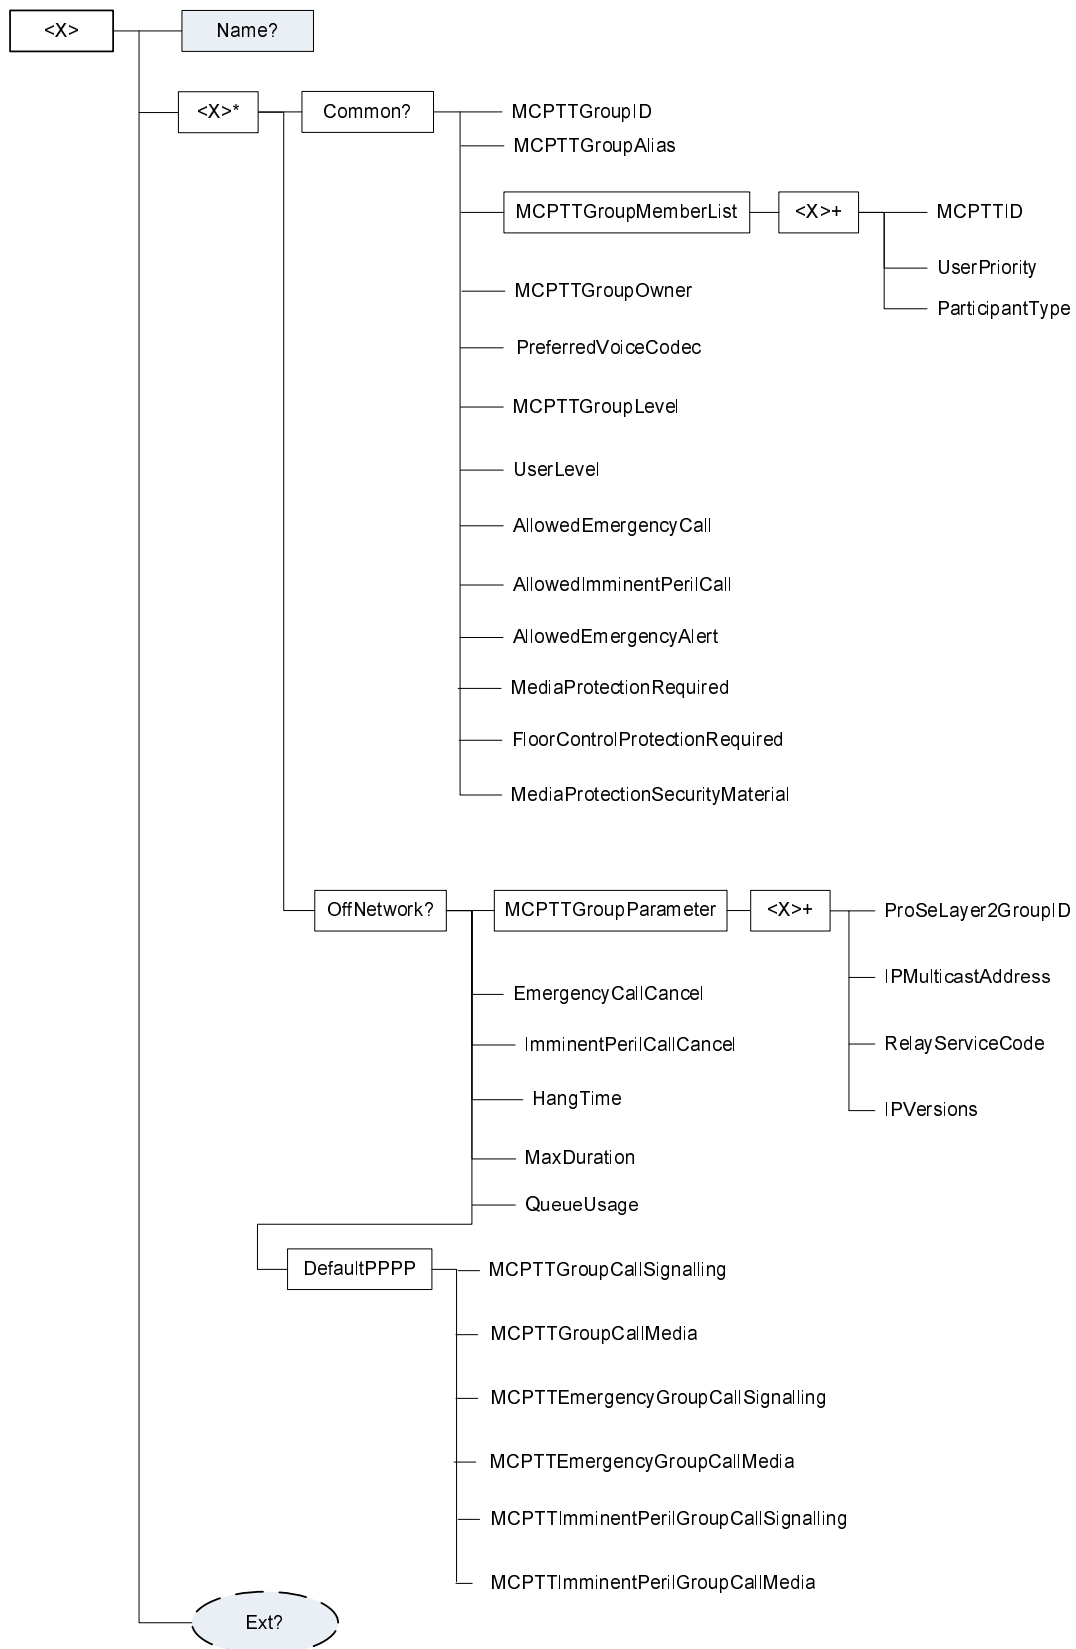 <X>
Name?
<X>*
Common?
MCPTTGroupID
MCPTTGroupAlias
MCPTTGroupMemberList
<X>+
MCPTTID
UserPriority
ParticipantType
MCPTTGroupOwner
PreferredVoiceCodec
MCPTTGroupLevel
UserLevel
AllowedEmergencyCall
AllowedImminentPerilCall
AllowedEmergencyAlert
MediaProtectionRequired
FloorControlProtectionRequired
MediaProtectionSecurityMaterial
OffNetwork?
MCPTTGroupParameter
<X>+
ProSeLayer2GroupID
IPMulticastAddress
RelayServiceCode
IPVersions
EmergencyCallCancel
ImminentPerilCallCancel
HangTime
MaxDuration
QueueUsage
DefaultPPPP
MCPTTGroupCallSignalling
MCPTTGroupCallMedia
MCPTTEmergencyGroupCallSignalling
MCPTTEmergencyGroupCallMedia
MCPTTImminentPerilGroupCallSignalling
MCPTTImminentPerilGroupCallMedia
Ext?